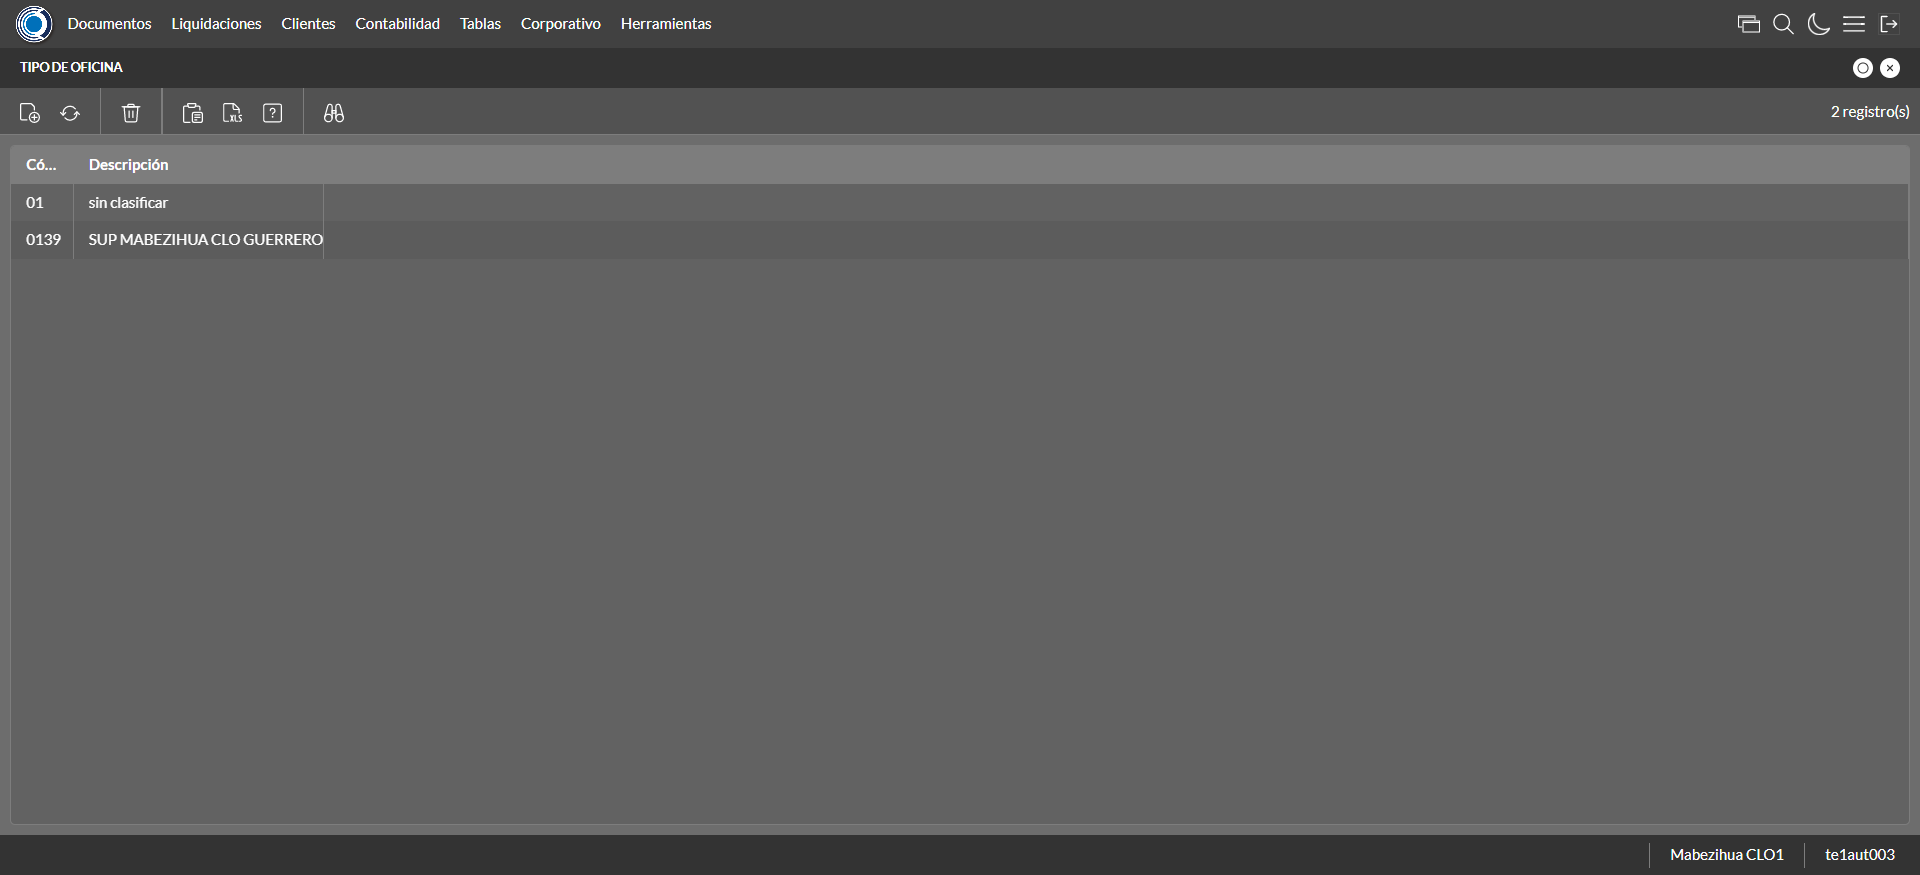 Documentos Liquidaciones Clientes Contabilidad Tablas Corporativo Herramientas
TIPO DE OFICINA
XLS ? 2 registro(s)
Có... Descripción
01 sin clasificar
0139 SUP MABEZIHUA CLO GUERRERO
Mabezihua CLO1 te1aut003